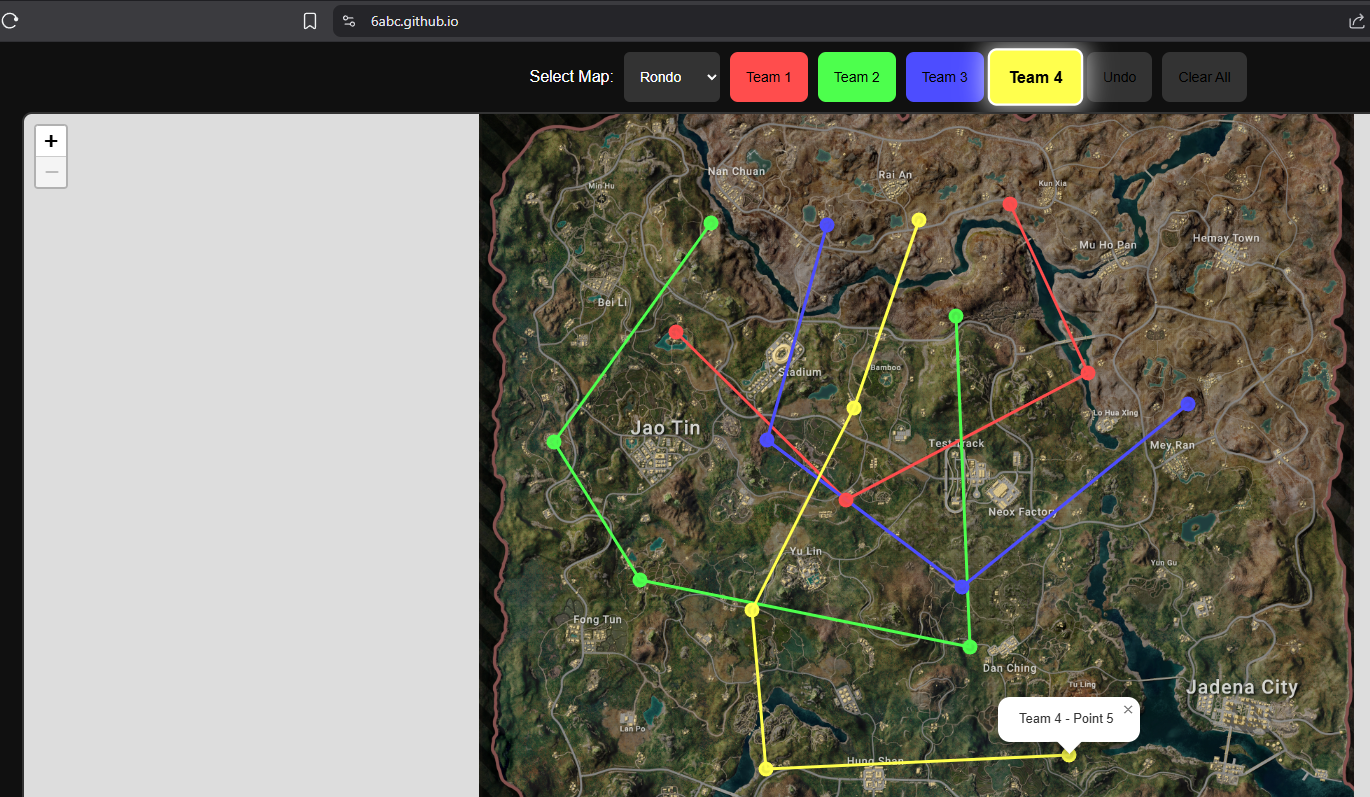 6abc.github.io
Select Map: Rondo Team 1 Team 2 Team 3 Team 4 Undo Clear All
+
−
Nan Chuan
Rai An
Kun Xia
Min Hu
Mu Ho Pan
Hemay Town
Bei Li
Stadium
Bamboo
Lo Hua Xing
Jao Tin
Test Track
Mey Ran
Neox Factory
Yu Lin
Yun Gu
Fong Tun
Dan Ching
Tu Ling
Jadena City
Team 4 - Point 5 ×
Lan Po
Hung Shan